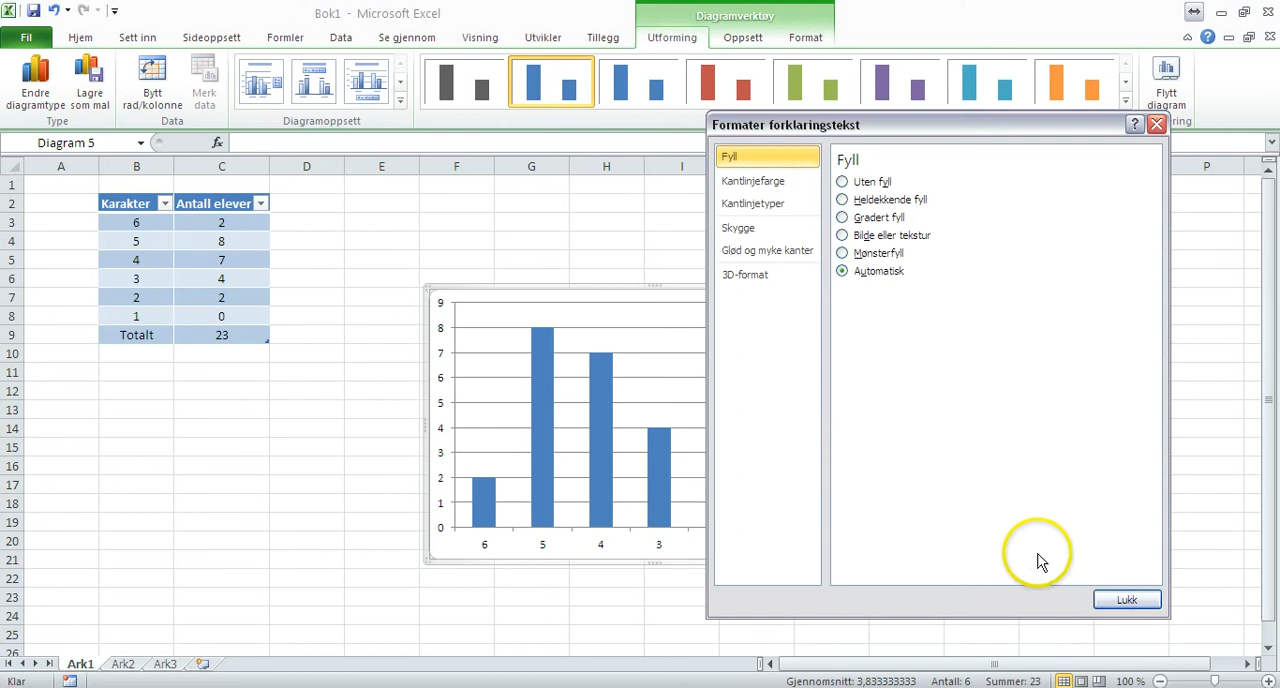 Bok1 - Microsoft Excel
Diagramverktøy
Fil Hjem Sett inn Sideoppsett Formler Data Se gjennom Visning Utvikler Tillegg Utforming Oppsett Format
Endre diagramtype
Lagre som mal
Bytt rad/kolonne
Merk data
Flytt diagram
Type Data Diagramoppsett
Diagram 5 fx
A B C D E F G H I P
1
2 Karakter Antall elever
3 6 2
4 5 8
5 4 7
6 3 4
7 2 2
8 1 0
9 Totalt 23
10
11
12
13
14
15
16
17
18
19
20
21
22
23
24
25
26
9
8
7
6
5
4
3
2
1
0
6 5 4 3
Formater forklaringstekst
Fyll
Kantlinjefarge
Kantlinjetyper
Skygge
Glød og myke kanter
3D-format
Fyll
Uten fyll
Heldekkende fyll
Gradert fyll
Bilde eller tekstur
Mønsterfyll
Automatisk
Lukk
Ark1 Ark2 Ark3
Klar Gjennomsnitt: 3,833333333 Antall: 6 Summer: 23 100 %